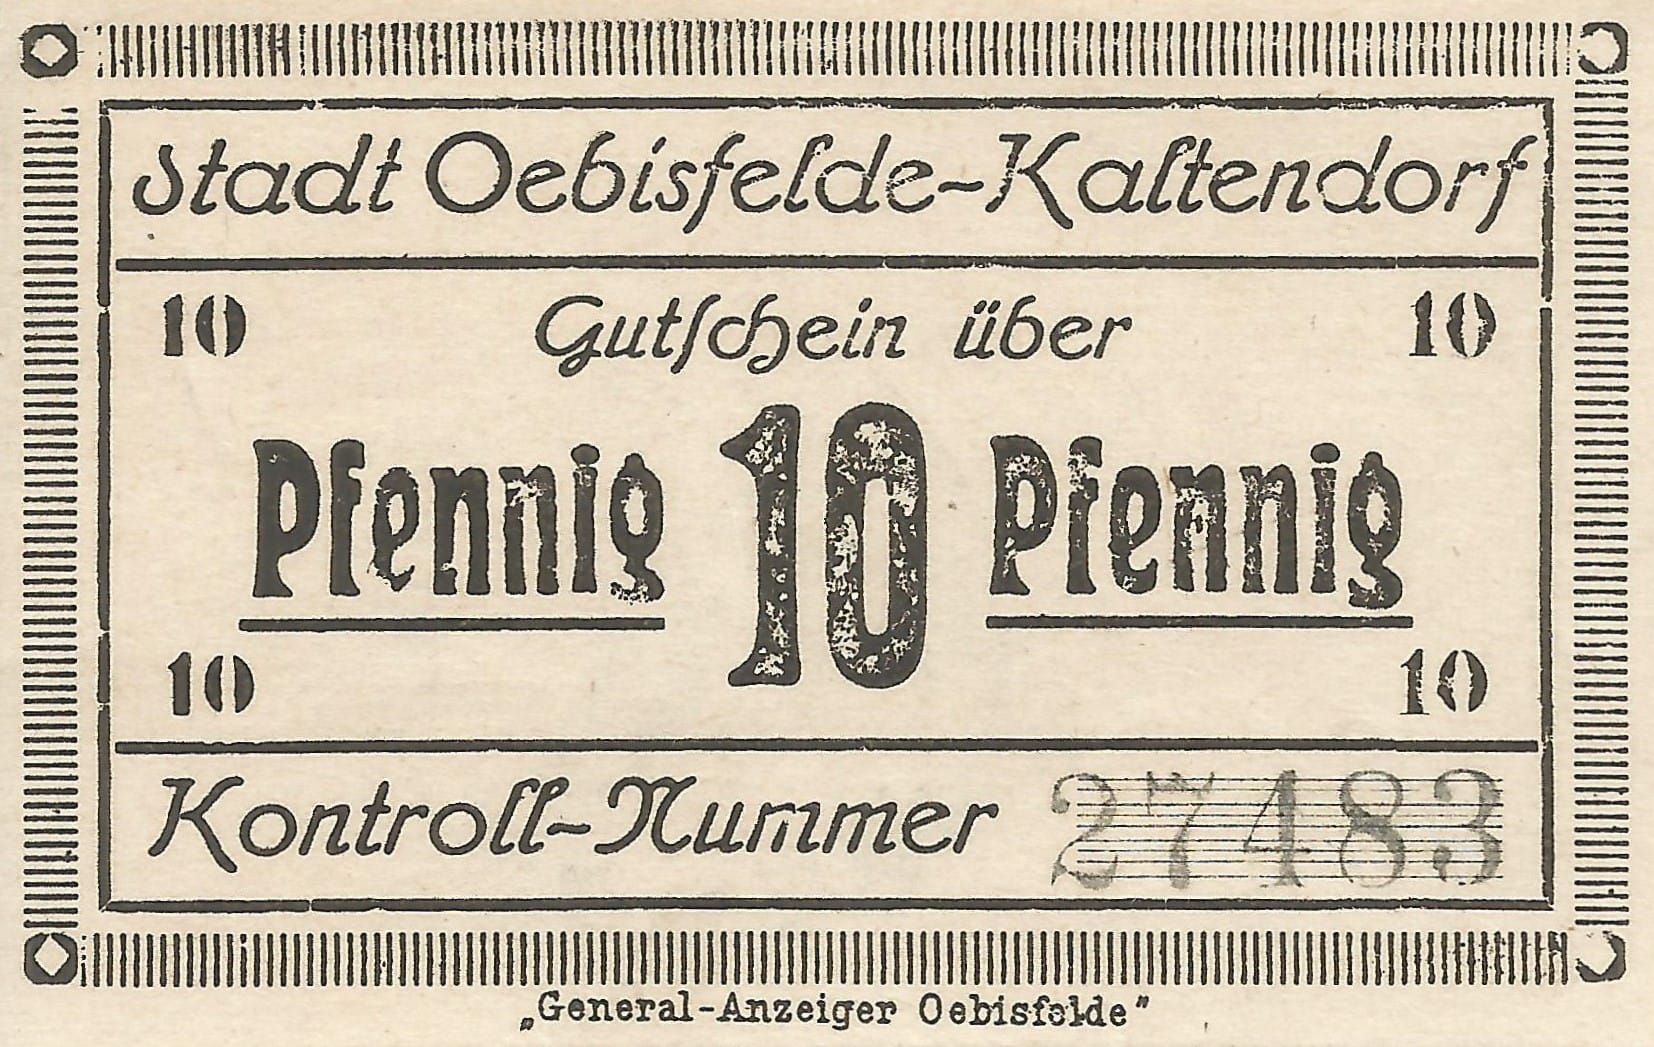 Stadt Oebisfelde-Kaltendorf
10 Gutschein über 10
Pfennig 10 Pfennig
10 10
Kontroll-Nummer 27483
„General-Anzeiger Oebisfelde"